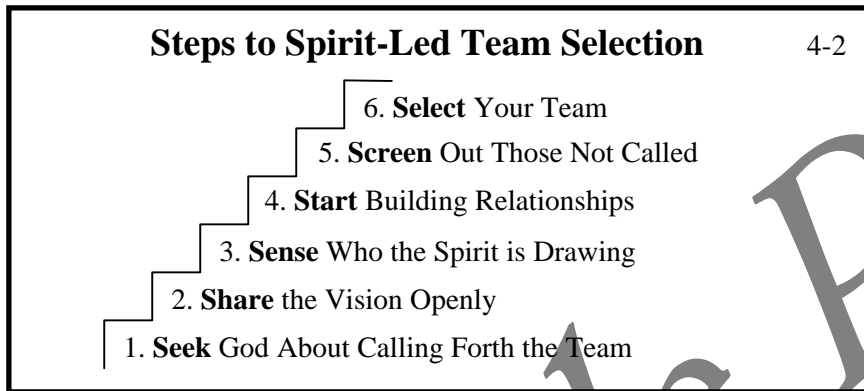 Steps to Spirit-Led Team Selection 4-2
6. Select Your Team
5. Screen Out Those Not Called
4. Start Building Relationships
3. Sense Who the Spirit is Drawing
2. Share the Vision Openly
1. Seek God About Calling Forth the Team